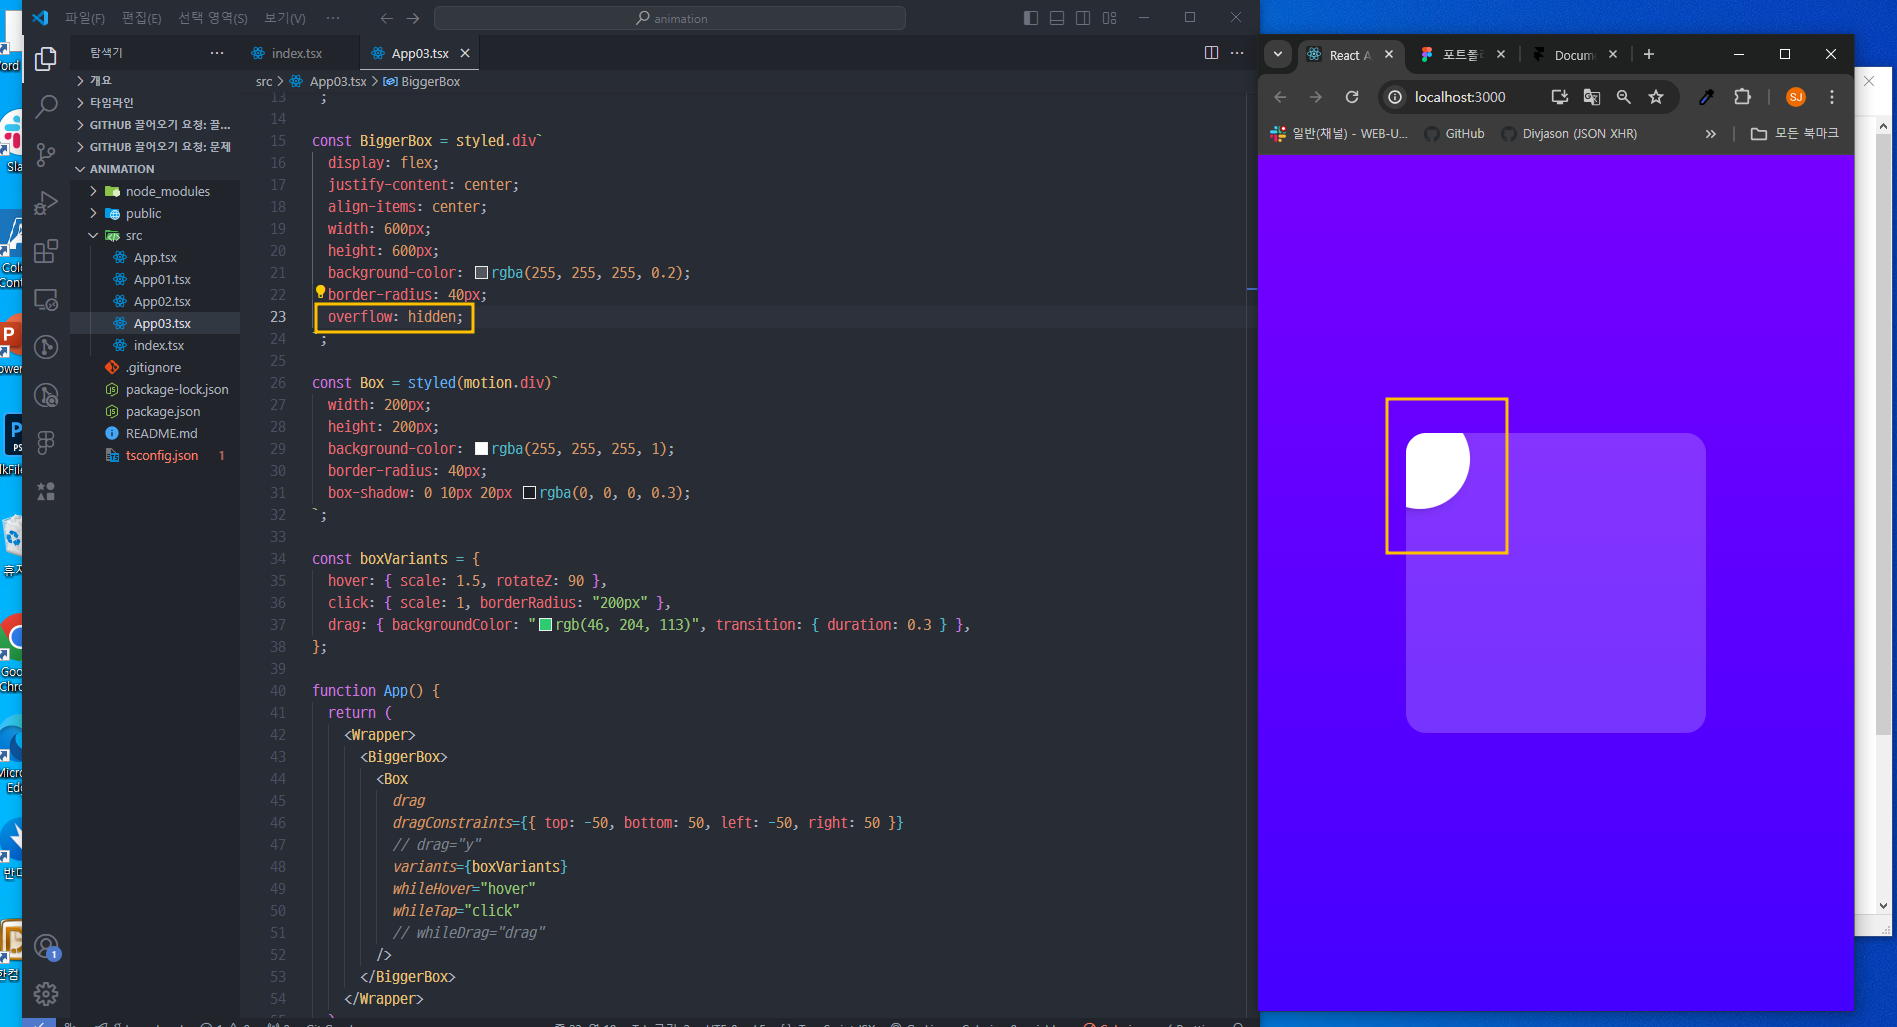 파일(F) 편집(E) 선택 영역(S) 보기(V) ··· animation
탐색기
개요
타임라인
GITHUB 끌어오기 요청: 끌...
GITHUB 끌어오기 요청: 문제
ANIMATION
node_modules
public
src
App.tsx
App01.tsx
App02.tsx
App03.tsx
index.tsx
.gitignore
package-lock.json
package.json
README.md
tsconfig.json 1
index.tsx App03.tsx
src > App03.tsx > BiggerBox
13 ;
14
15 const BiggerBox = styled.div`
16 display: flex;
17 justify-content: center;
18 align-items: center;
19 width: 600px;
20 height: 600px;
21 background-color: rgba(255, 255, 255, 0.2);
22 border-radius: 40px;
23 overflow: hidden;
24 `;
25
26 const Box = styled(motion.div)`
27 width: 200px;
28 height: 200px;
29 background-color: rgba(255, 255, 255, 1);
30 border-radius: 40px;
31 box-shadow: 0 10px 20px rgba(0, 0, 0, 0.3);
32 `;
33
34 const boxVariants = {
35 hover: { scale: 1.5, rotateZ: 90 },
36 click: { scale: 1, borderRadius: "200px" },
37 drag: { backgroundColor: "rgb(46, 204, 113)", transition: { duration: 0.3 } },
38 };
39
40 function App() {
41 return (
42 <Wrapper>
43 <BiggerBox>
44 <Box
45 drag
46 dragConstraints={{ top: -50, bottom: 50, left: -50, right: 50 }}
47 // drag="y"
48 variants={boxVariants}
49 whileHover="hover"
50 whileTap="click"
51 // whileDrag="drag"
52 />
53 </BiggerBox>
54 </Wrapper>
React A 포트폴 Docum
localhost:3000
SJ
일반(채널) - WEB-U... GitHub Divjason (JSON XHR) » 모든 북마크